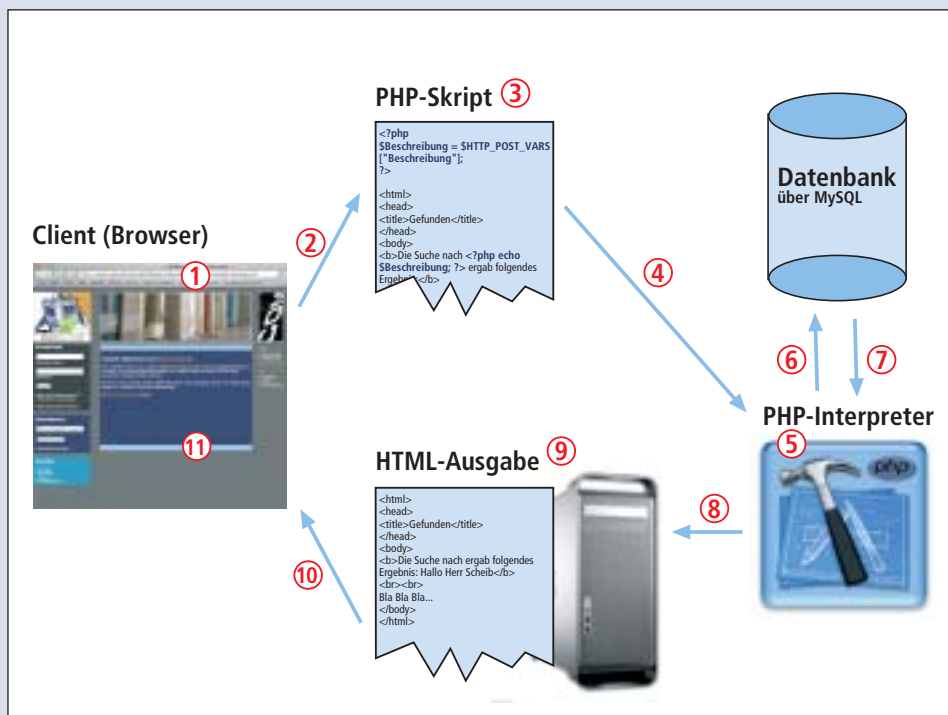 PHP-Skript ③
<?php
$Beschreibung = $HTTP_POST_VARS
["Beschreibung"];
?>
<html>
<head>
<title>Gefunden</title>
</head>
<body>
<b>Die Suche nach <?php echo
$Beschreibung; ?> ergab folgendes
Ergebnis</b>
Datenbank
über MySQL
Client (Browser)
①
②
④
⑥
⑦
PHP-Interpreter
⑤
php
⑪
HTML-Ausgabe ⑨
<html>
<head>
<title>Gefunden</title>
</head>
<body>
<b>Die Suche nach ergab folgendes
Ergebnis: Hallo Herr Scheib</b>
<br><br>
Bla Bla Bla...
</body>
</html>
⑧
⑩